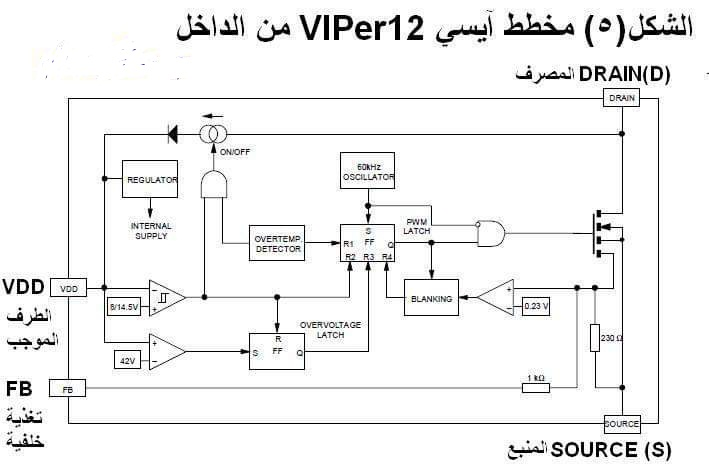 الشكل(٥) مخطط آيسي VIPer12 من الداخل
المصرف DRAIN(D)
DRAIN
ON/OFF
60kHz
OSCILLATOR
REGULATOR
PWM
LATCH
INTERNAL
SUPPLY
OVERTEMP.
DETECTOR
S
FF
R1
Q
R2 R3 R4
VDD
VDD
الطرف
الموجب
8/14.5V
BLANKING
0.23 V
OVERVOLTAGE
LATCH
R
FF
S
Q
42V
230 Ω
1 kΩ
FB
FB
تغذية
خلفية
SOURCE
المنبع SOURCE (S)